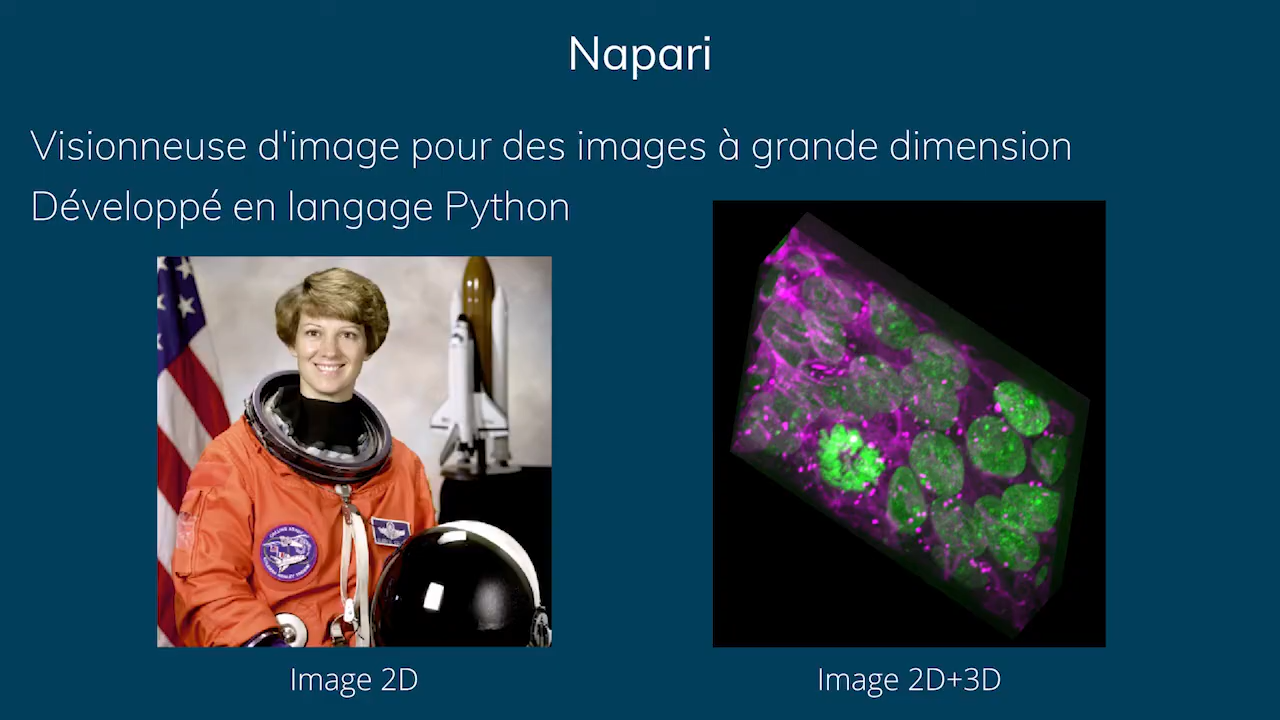 Napari
Visionneuse d'image pour des images à grande dimension
Développé en langage Python
Image 2D
Image 2D+3D